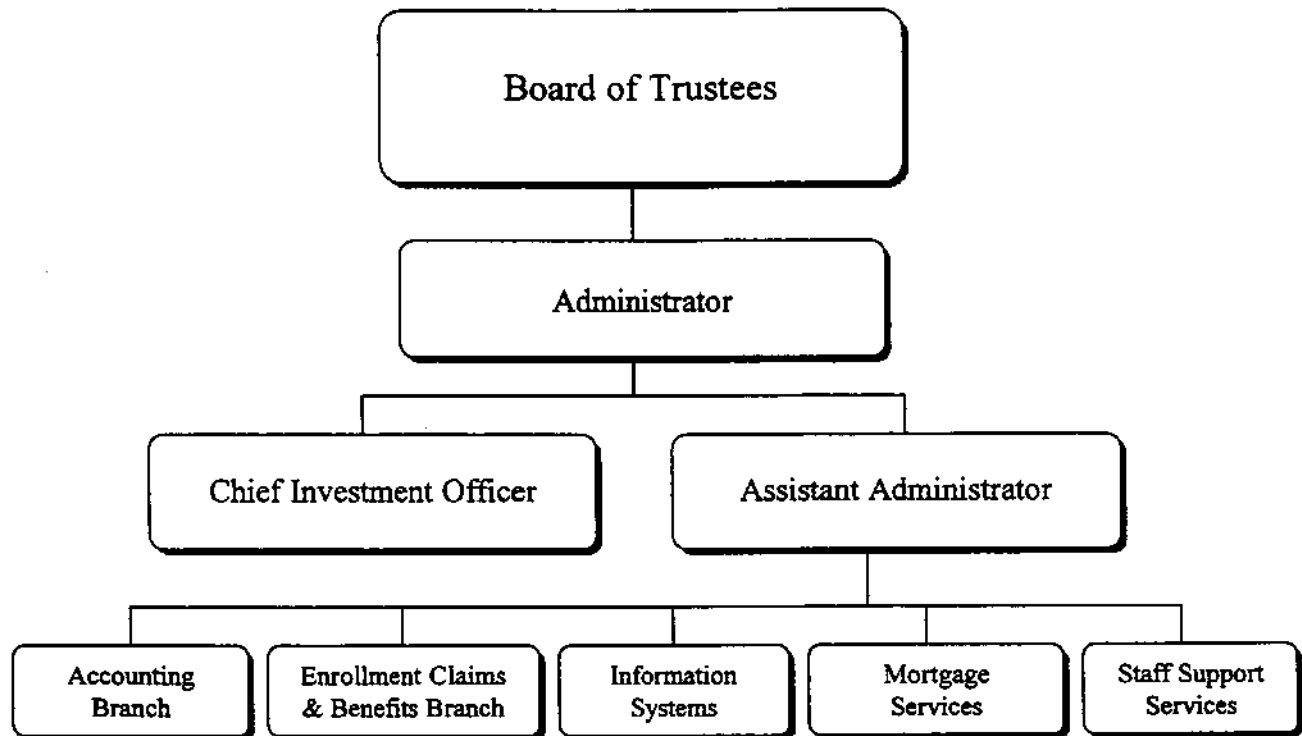 Board of Trustees
Administrator
Chief Investment Officer
Assistant Administrator
Accounting
Branch
Enrollment Claims
& Benefits Branch
Information
Systems
Mortgage
Services
Staff Support
Services